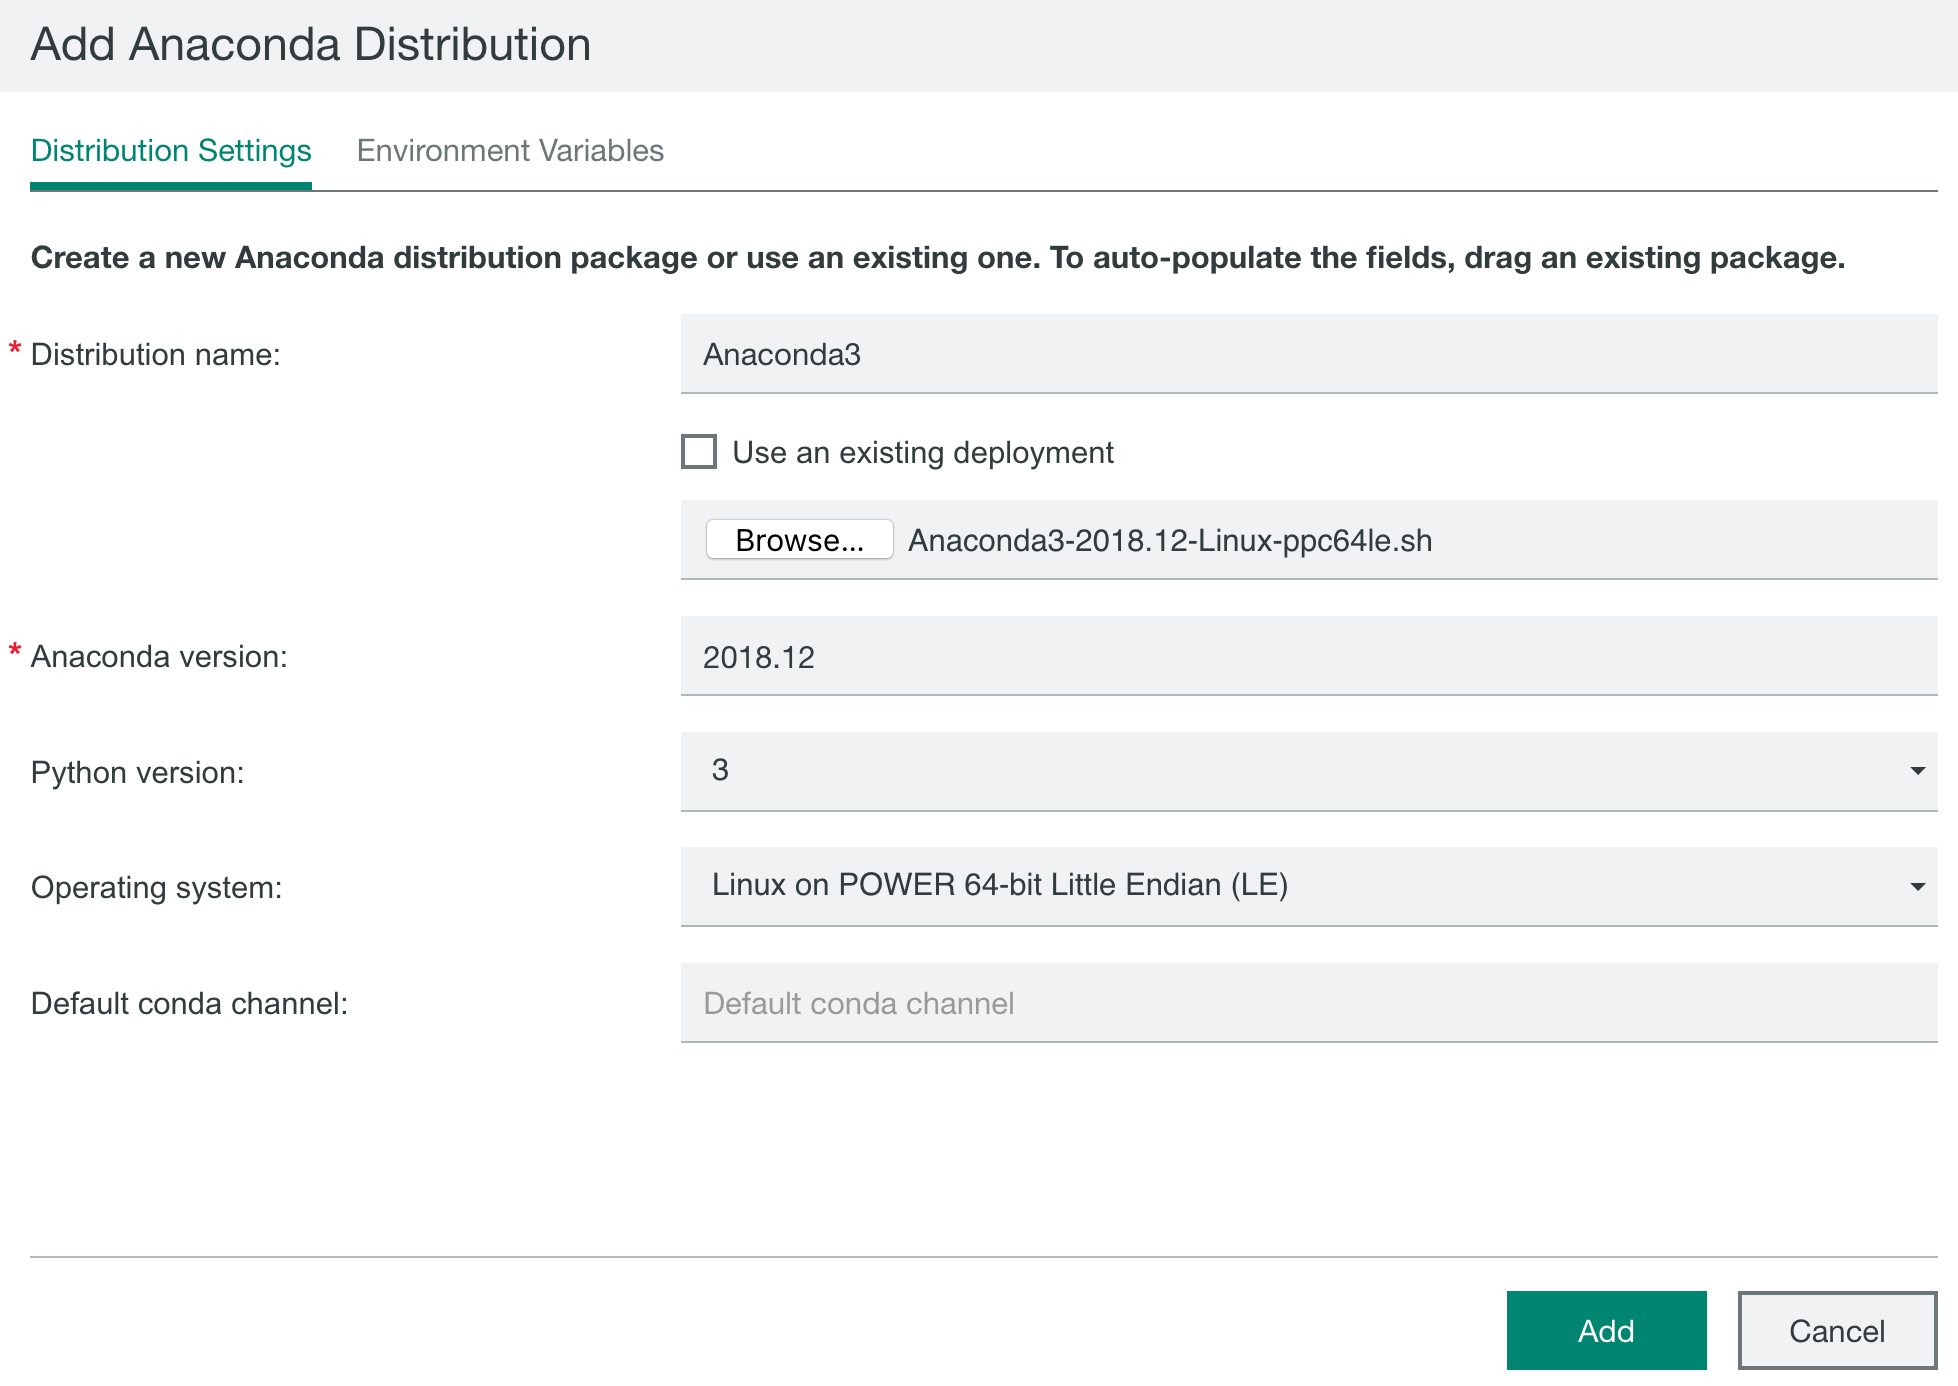 Add Anaconda Distribution
Distribution Settings Environment Variables
Create a new Anaconda distribution package or use an existing one. To auto-populate the fields, drag an existing package.
* Distribution name: Anaconda3
Use an existing deployment
Browse... Anaconda3-2018.12-Linux-ppc64le.sh
* Anaconda version: 2018.12
Python version: 3
Operating system: Linux on POWER 64-bit Little Endian (LE)
Default conda channel: Default conda channel
Add Cancel